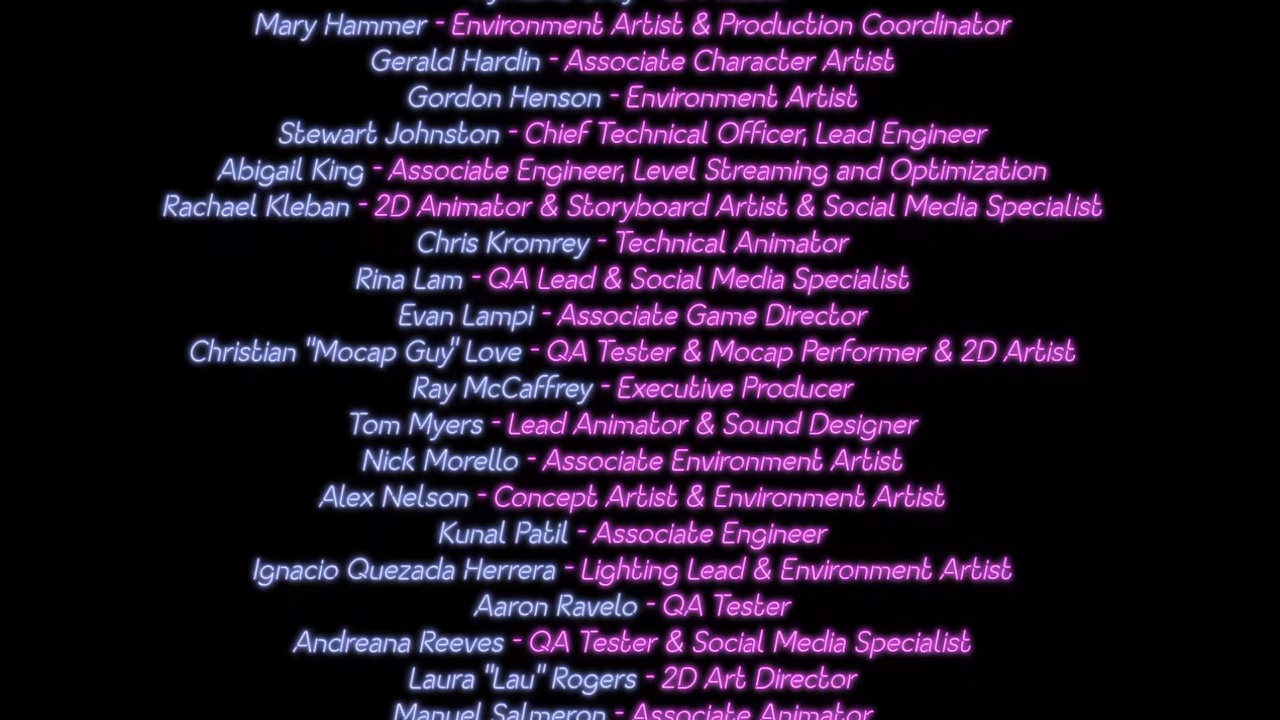 Mary Hammer - Environment Artist & Production Coordinator
Gerald Hardin - Associate Character Artist
Gordon Henson - Environment Artist
Stewart Johnston - Chief Technical Officer, Lead Engineer
Abigail King - Associate Engineer, Level Streaming and Optimization
Rachael Kleban - 2D Animator & Storyboard Artist & Social Media Specialist
Chris Kromrey - Technical Animator
Rina Lam - QA Lead & Social Media Specialist
Evan Lampi - Associate Game Director
Christian "Mocap Guy" Love - QA Tester & Mocap Performer & 2D Artist
Ray McCaffrey - Executive Producer
Tom Myers - Lead Animator & Sound Designer
Nick Morello - Associate Environment Artist
Alex Nelson - Concept Artist & Environment Artist
Kunal Patil - Associate Engineer
Ignacio Quezada Herrera - Lighting Lead & Environment Artist
Aaron Ravelo - QA Tester
Andreana Reeves - QA Tester & Social Media Specialist
Laura "Lau" Rogers - 2D Art Director
Manuel Salmeron - Associate Animator